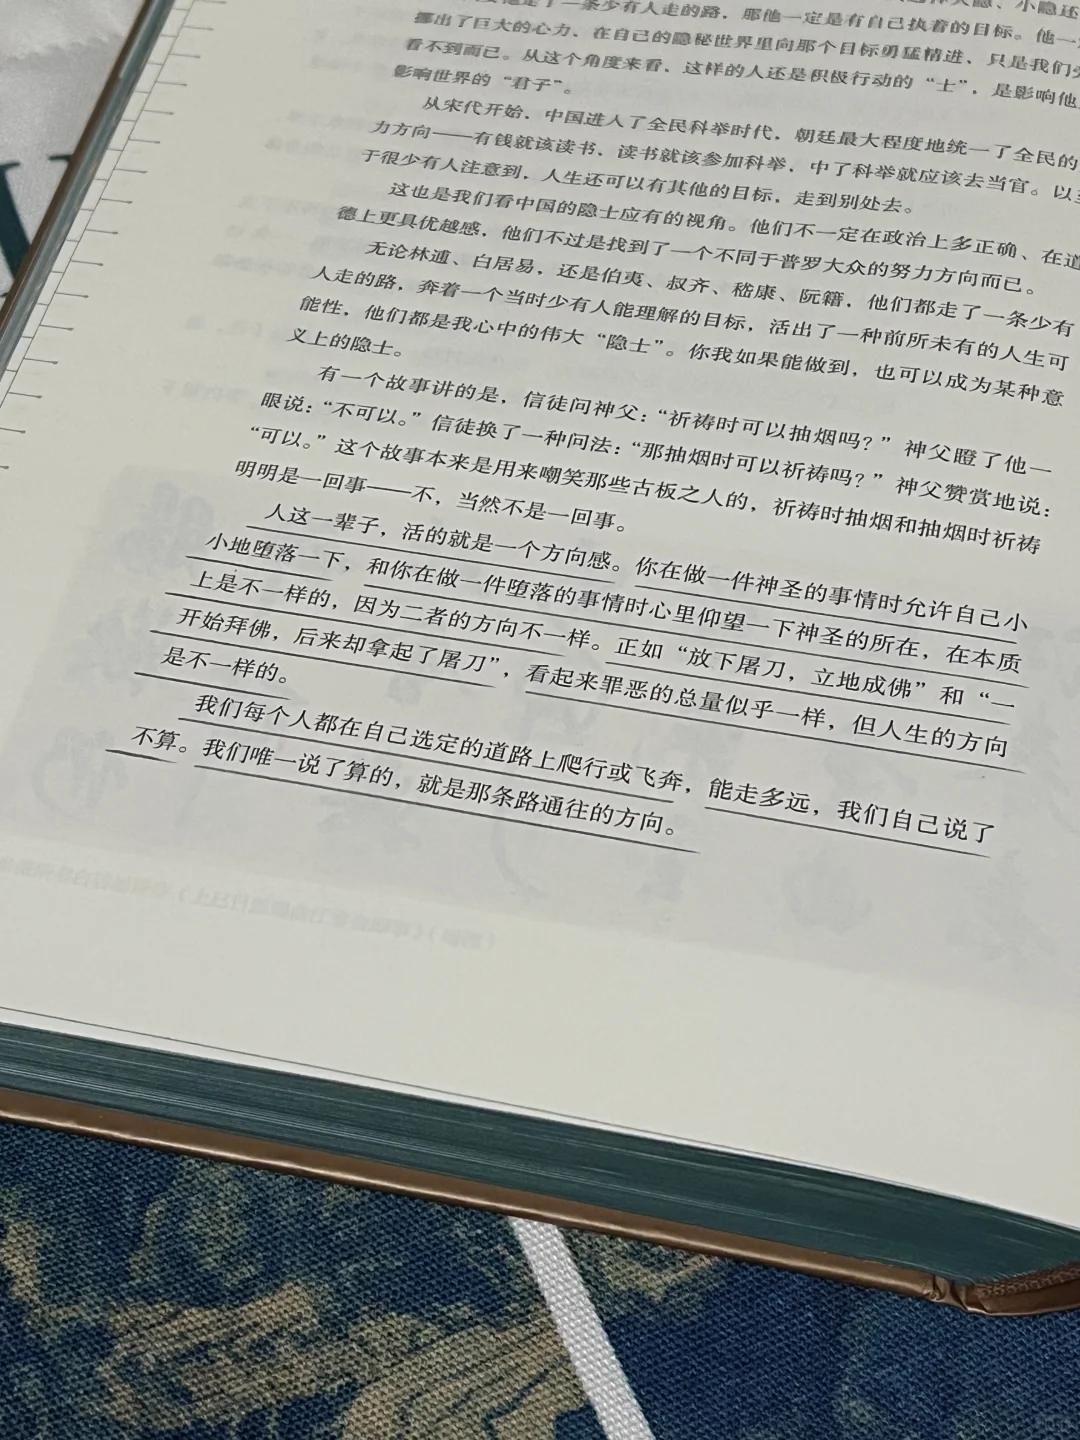 了一条少有人走的路，那他一定是有自己执着的目标。他一
挪出了巨大的心力，在自己的隐秘世界里向那个目标勇猛精进，只是我们
看不到而已。从这个角度来看，这样的人还是积极行动的“士”，是影响他
影响世界的“君子”。
从宋代开始，中国进入了全民科举时代，朝廷最大程度地统一了全民的
力方向——有钱就该读书、读书就该参加科举，中了科举就应该去当官。以至
于很少有人注意到，人生还可以有其他的目标，走到别处去。
这也是我们看中国的隐士应有的视角。他们不一定在政治上多正确、在道
德上更具优越感，他们不过是找到了一个不同于普罗大众的努力方向而已。
无论林逋、白居易，还是伯夷、叔齐、嵇康、阮籍，他们都走了一条少有
人走的路，奔着一个当时少有人能理解的目标，活出了一种前所未有的人生可
能性，他们都是我心中的伟大“隐士”。你我如果能做到，也可以成为某种意
义上的隐士。
有一个故事讲的是，信徒问神父：“祈祷时可以抽烟吗？”神父瞪了他一
眼说：“不可以。”信徒换了一种问法：“那抽烟时可以祈祷吗？”神父赞赏地说：
“可以。”这个故事本来是用来嘲笑那些古板之人的，祈祷时抽烟和抽烟时祈祷
明明是一回事——不，当然不是一回事。
人这一辈子，活的就是一个方向感。你在做一件神圣的事情时允许自己小
小地堕落一下，和你在做一件堕落的事情时心里仰望一下神圣的所在，在本质
上是不一样的，因为二者的方向不一样。正如“放下屠刀，立地成佛”和“一
开始拜佛，后来却拿起了屠刀”，看起来罪恶的总量似乎一样，但人生的方向
是不一样的。
我们每个人都在自己选定的道路上爬行或飞奔，能走多远，我们自己说了
不算。我们唯一说了算的，就是那条路通往的方向。